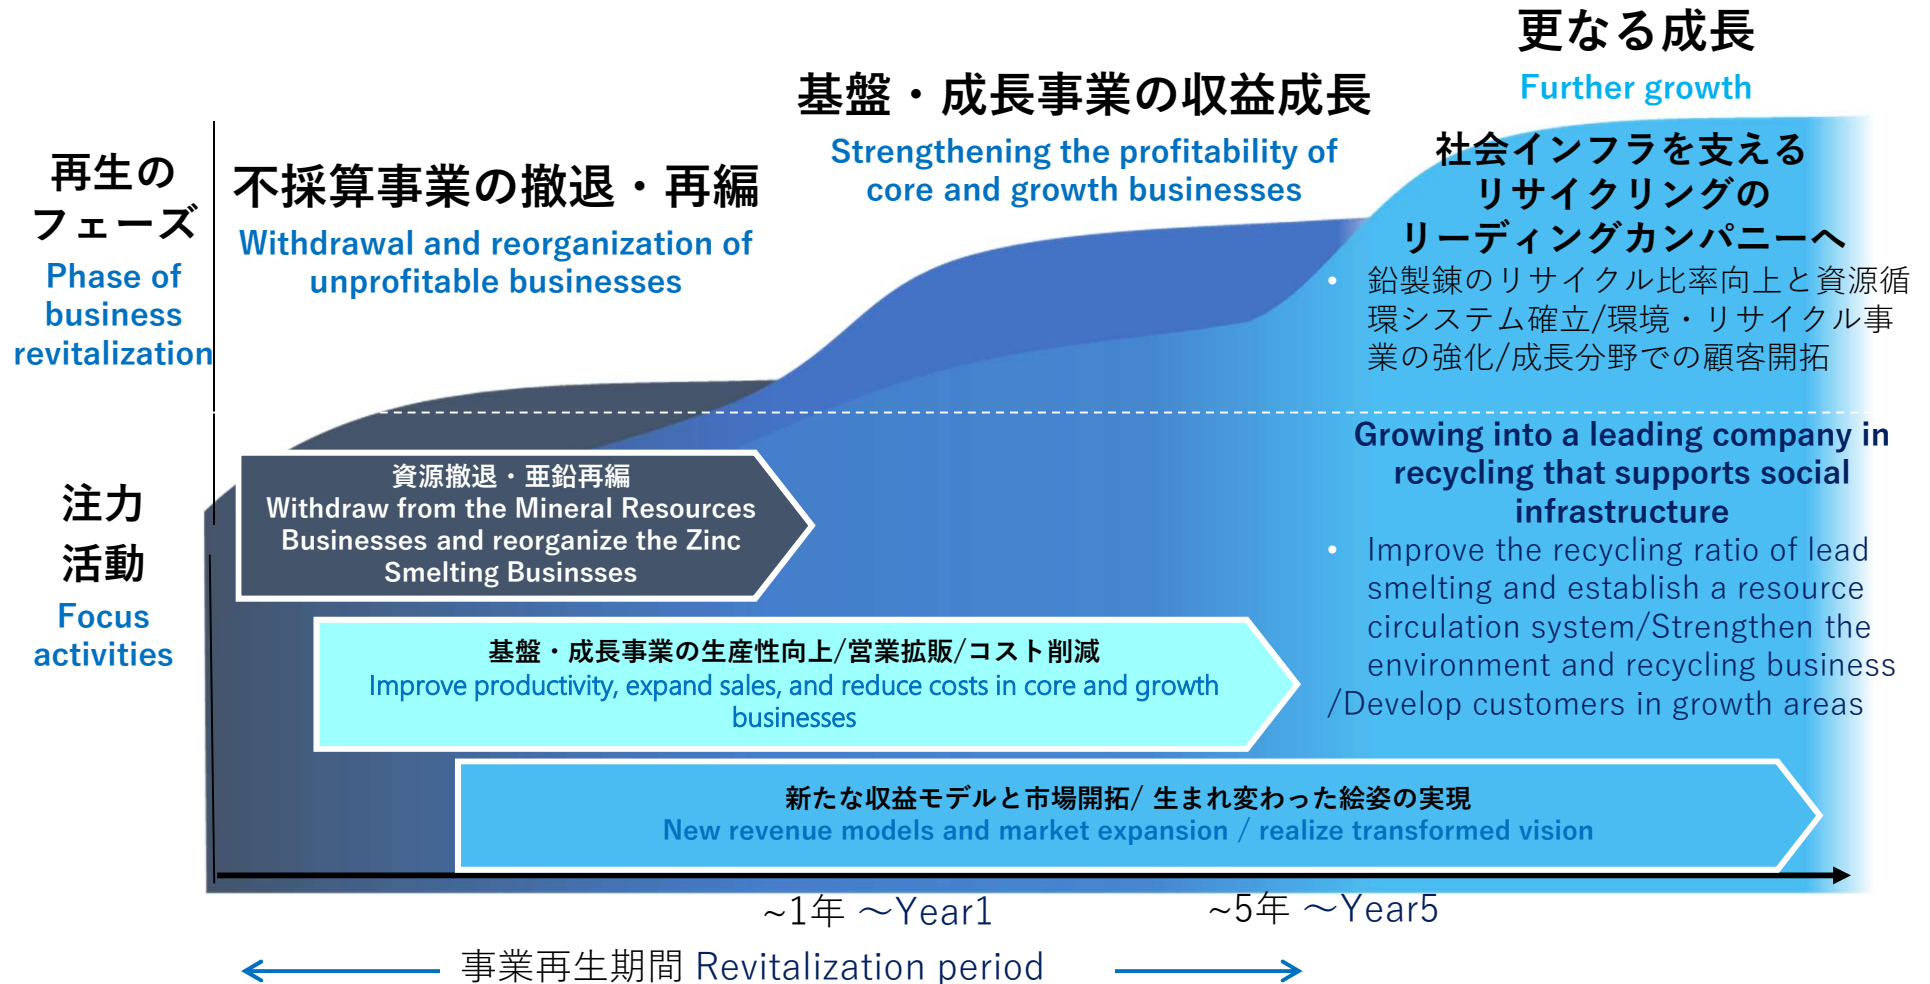 再生の
フェーズ
Phase of
business
revitalization
不採算事業の撤退・再編
Withdrawal and reorganization of
unprofitable businesses
基盤・成長事業の収益成長
Strengthening the profitability of
core and growth businesses
更なる成長
Further growth
社会インフラを支える
リサイクリングの
リーディングカンパニーへ
• 鉛製錬のリサイクル比率向上と資源循
環システム確立/環境・リサイクル事
業の強化/成長分野での顧客開拓
Growing into a leading company in
recycling that supports social
infrastructure
• Improve the recycling ratio of lead
smelting and establish a resource
circulation system/Strengthen the
environment and recycling business
/Develop customers in growth areas
注力
活動
Focus
activities
資源撤退・亜鉛再編
Withdraw from the Mineral Resources
Businesses and reorganize the Zinc
Smelting Businsses
基盤・成長事業の生産性向上/営業拡販/コスト削減
Improve productivity, expand sales, and reduce costs in core and growth
businesses
新たな収益モデルと市場開拓/ 生まれ変わった絵姿の実現
New revenue models and market expansion / realize transformed vision
~1年 ～Year1
~5年 ～Year5
事業再生期間 Revitalization period